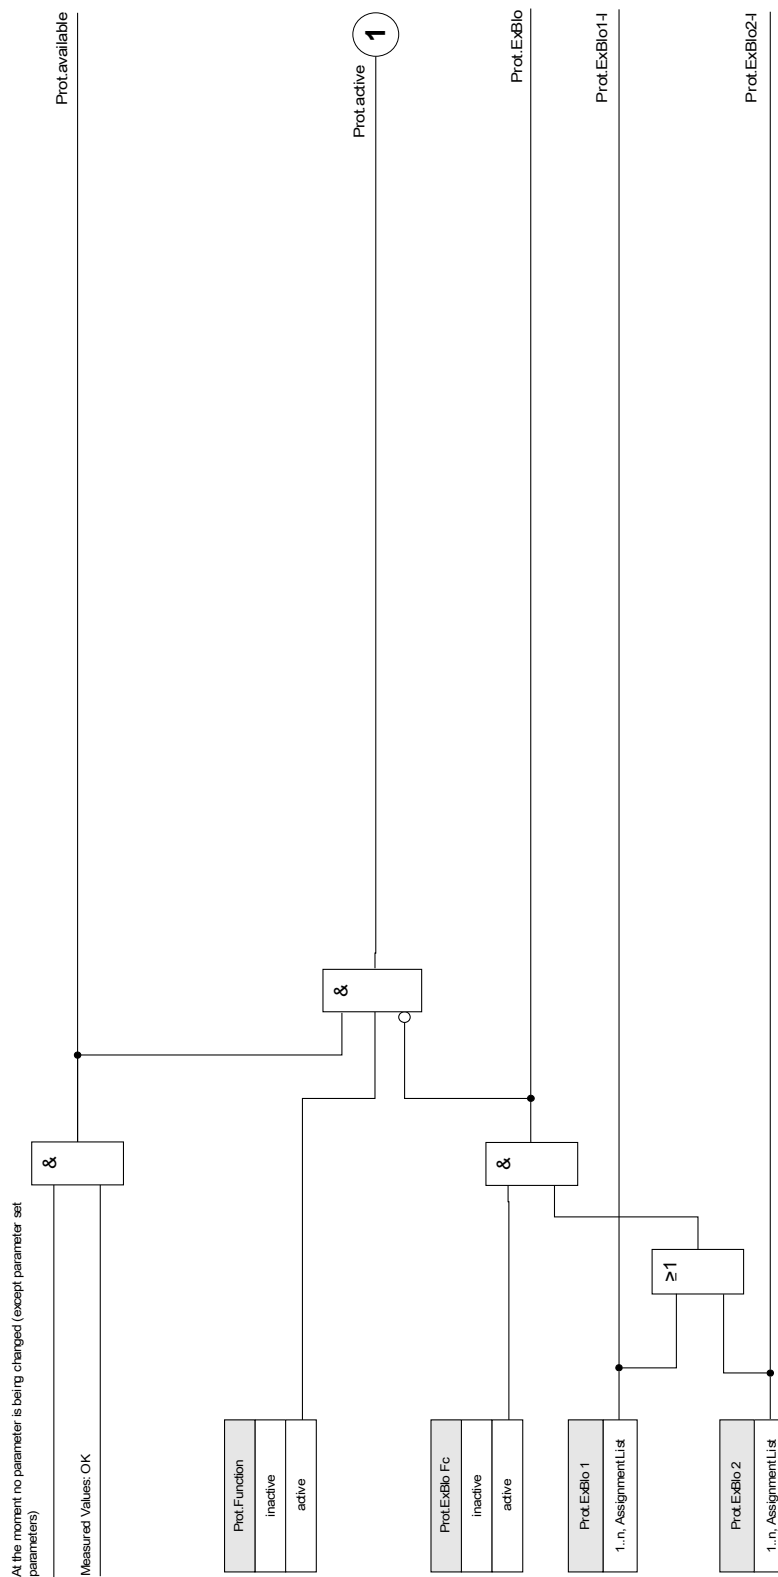 At the moment no parameter is being changed (except parameter set
parameters)
Measured Values: OK
&
Prot.available
Prot.Function
inactive
active
&
Prot.active
1
Prot.ExBlo Fc
inactive
active
&
Prot.ExBlo
Prot.ExBlo 1
1..n, Assignment List
Prot.ExBlo1-I
≥1
Prot.ExBlo 2
1..n, Assignment List
Prot.ExBlo2-I